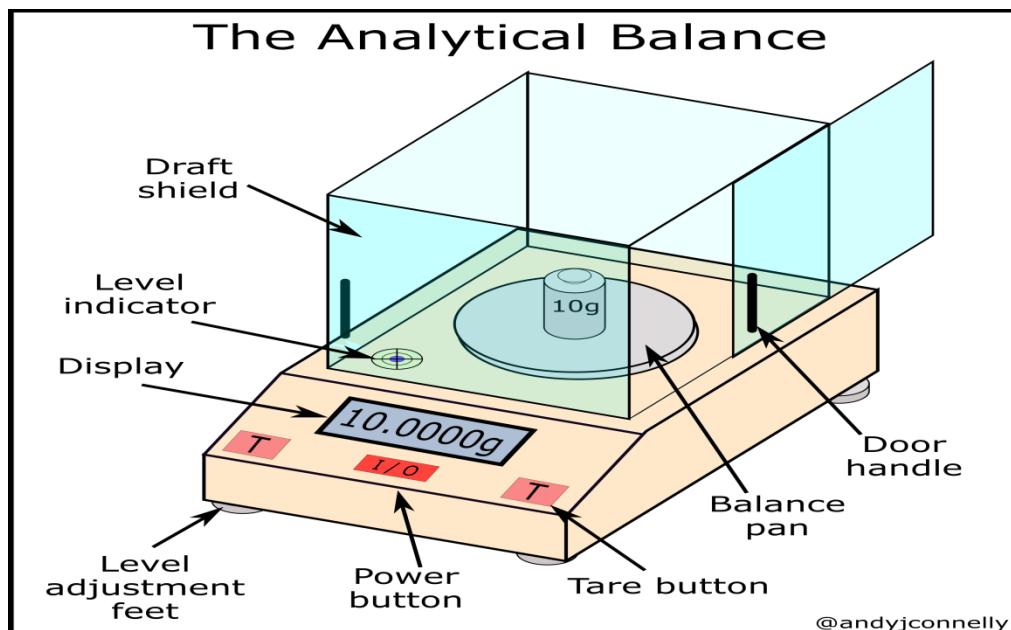 The Analytical Balance
Draft
shield
Level
indicator
10g
Display
10.0000g
T
I/O
T
Door
handle
Balance
pan
Level
adjustment
feet
Power
button
Tare button
@andyjconnelly